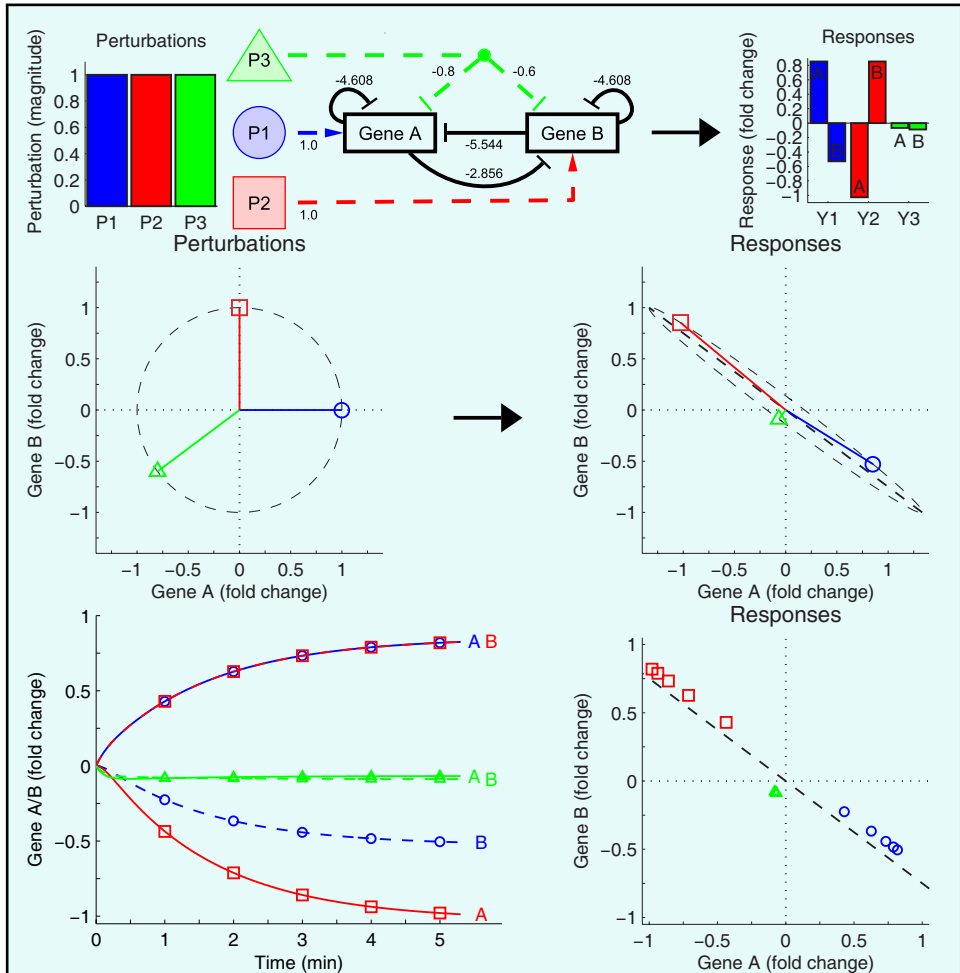 Perturbations
Perturbation (magnitude)
1
0.8
0.6
0.4
0.2
0
P1 P2 P3
P3
P1
P2
1.0
1.0
-4.608
-0.8
-0.6
-4.608
Gene A
Gene B
-5.544
-2.856
Responses
Response (fold change)
0.8
0.6
0.4
0.2
0
-0.2
-0.4
-0.6
-0.8
-1
A
B
A
B
A B
Y1 Y2 Y3
Perturbations
Gene B (fold change)
1
0.5
0
−0.5
−1
−1 −0.5 0 0.5 1
Gene A (fold change)
Responses
Gene B (fold change)
1
0.5
0
−0.5
−1
−1 −0.5 0 0.5 1
Gene A (fold change)
Gene A/B (fold change)
1
0.5
0
−0.5
−1
0 1 2 3 4 5
Time (min)
A B
A
B
B
A
Responses
Gene B (fold change)
1
0.5
0
−0.5
−1
-1 -0.5 0 0.5 1
Gene A (fold change)